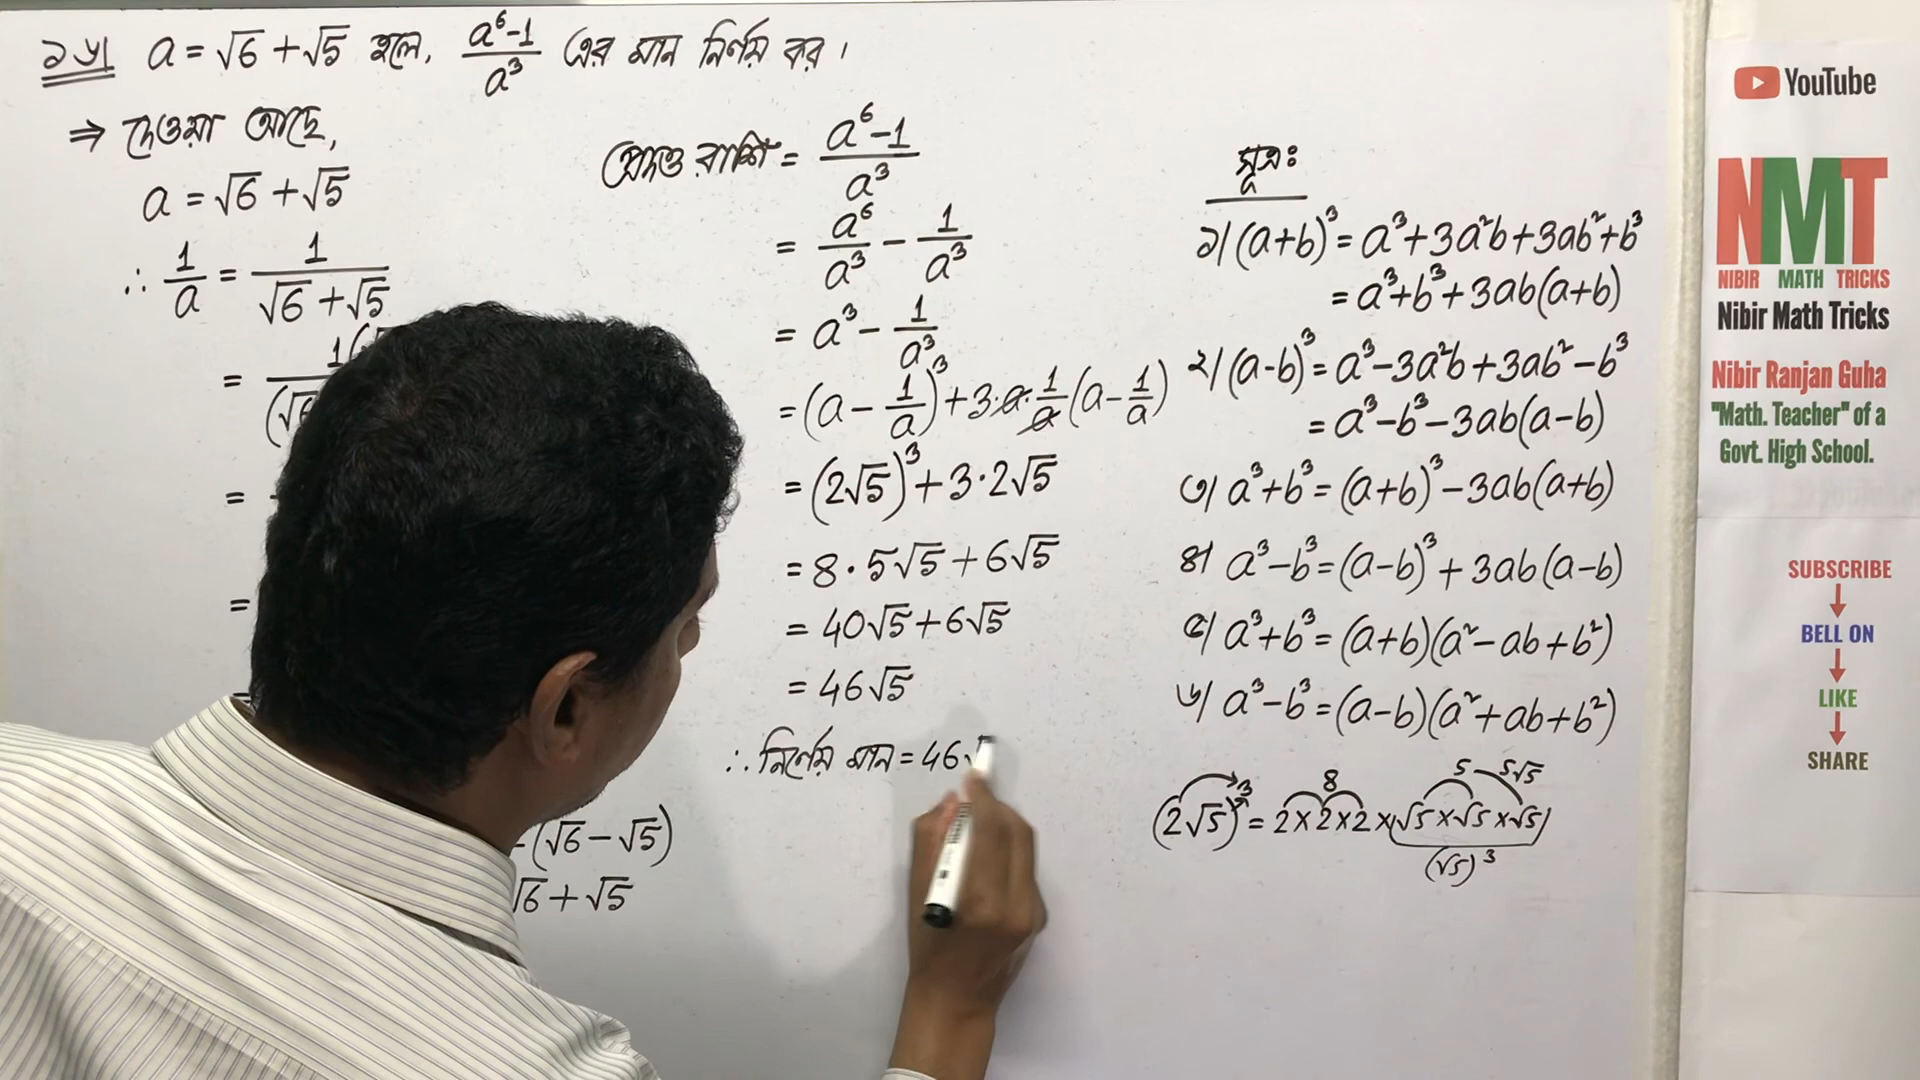 ১৬। a = √6 + √5 হলে, (a⁶-1)/a³ এর মান নির্ণয় কর।
⇒ দেওয়া আছে,
a = √6 + √5
∴ 1/a = 1/(√6 + √5)
= 1(
(√6
=
=
-(√6 - √5)
√6 + √5
প্রদত্ত রাশি = (a⁶-1)/a³
= a⁶/a³ - 1/a³
= a³ - 1/a³
= (a - 1/a)³ + 3·a·1/a (a - 1/a)
= (2√5)³ + 3·2√5
= 8·5√5 + 6√5
= 40√5 + 6√5
= 46√5
∴ নির্ণেয় মান = 46√
সূত্রঃ
১। (a+b)³ = a³+3a²b+3ab²+b³
= a³+b³+3ab(a+b)
২। (a-b)³ = a³-3a²b+3ab²-b³
= a³-b³-3ab(a-b)
৩। a³+b³ = (a+b)³-3ab(a+b)
৪। a³-b³ = (a-b)³+3ab(a-b)
৫। a³+b³ = (a+b)(a²-ab+b²)
৬। a³-b³ = (a-b)(a²+ab+b²)
8 5 5√5
(2√5)³ = 2×2×2×(√5×√5×√5)
(√5)³
YouTube
NMT
NIBIR MATH TRICKS
Nibir Math Tricks
Nibir Ranjan Guha
"Math. Teacher" of a
Govt. High School.
SUBSCRIBE
BELL ON
LIKE
SHARE